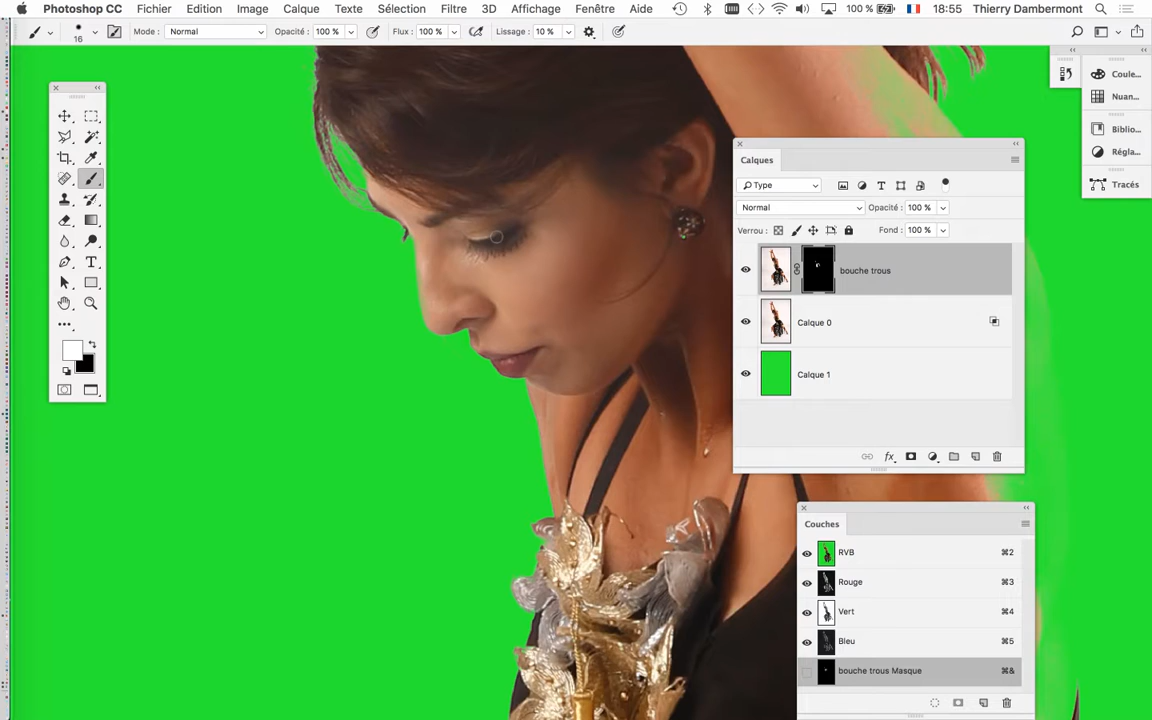 Photoshop CC Fichier Edition Image Calque Texte Sélection Filtre 3D Affichage Fenêtre Aide 100 % 18:55 Thierry Dambermont
16 Mode : Normal Opacité : 100 % Flux : 100 % Lissage : 10 %
Coule...
Nuan...
Biblio...
Régla...
Tracés
Calques
Type
Normal Opacité : 100 %
Verrou : Fond : 100 %
bouche trous
Calque 0
Calque 1
fx
Couches
RVB ⌘2
Rouge ⌘3
Vert ⌘4
Bleu ⌘5
bouche trous Masque ⌘&